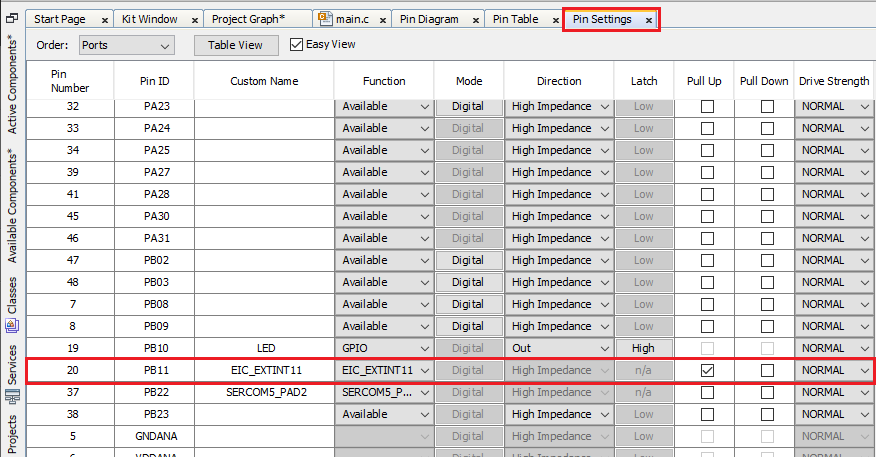 Start Page x Kit Window x Project Graph* x main.c x Pin Diagram x Pin Table x Pin Settings x
Order: Ports Table View Easy View
Pin Number Pin ID Custom Name Function Mode Direction Latch Pull Up Pull Down Drive Strength
32 PA23 Available Digital High Impedance Low NORMAL
33 PA24 Available Digital High Impedance Low NORMAL
34 PA25 Available Digital High Impedance Low NORMAL
39 PA27 Available Digital High Impedance Low NORMAL
41 PA28 Available Digital High Impedance Low NORMAL
45 PA30 Available Digital High Impedance Low NORMAL
46 PA31 Available Digital High Impedance Low NORMAL
47 PB02 Available Digital High Impedance Low NORMAL
48 PB03 Available Digital High Impedance Low NORMAL
7 PB08 Available Digital High Impedance Low NORMAL
8 PB09 Available Digital High Impedance Low NORMAL
19 PB10 LED GPIO Digital Out High NORMAL
20 PB11 EIC_EXTINT11 EIC_EXTINT11 Digital High Impedance n/a NORMAL
37 PB22 SERCOM5_PAD2 SERCOM5_P... Digital High Impedance n/a NORMAL
38 PB23 Available Digital High Impedance Low NORMAL
5 GNDANA Digital High Impedance Low NORMAL
Active Components*
Available Components*
Classes
Services
Projects